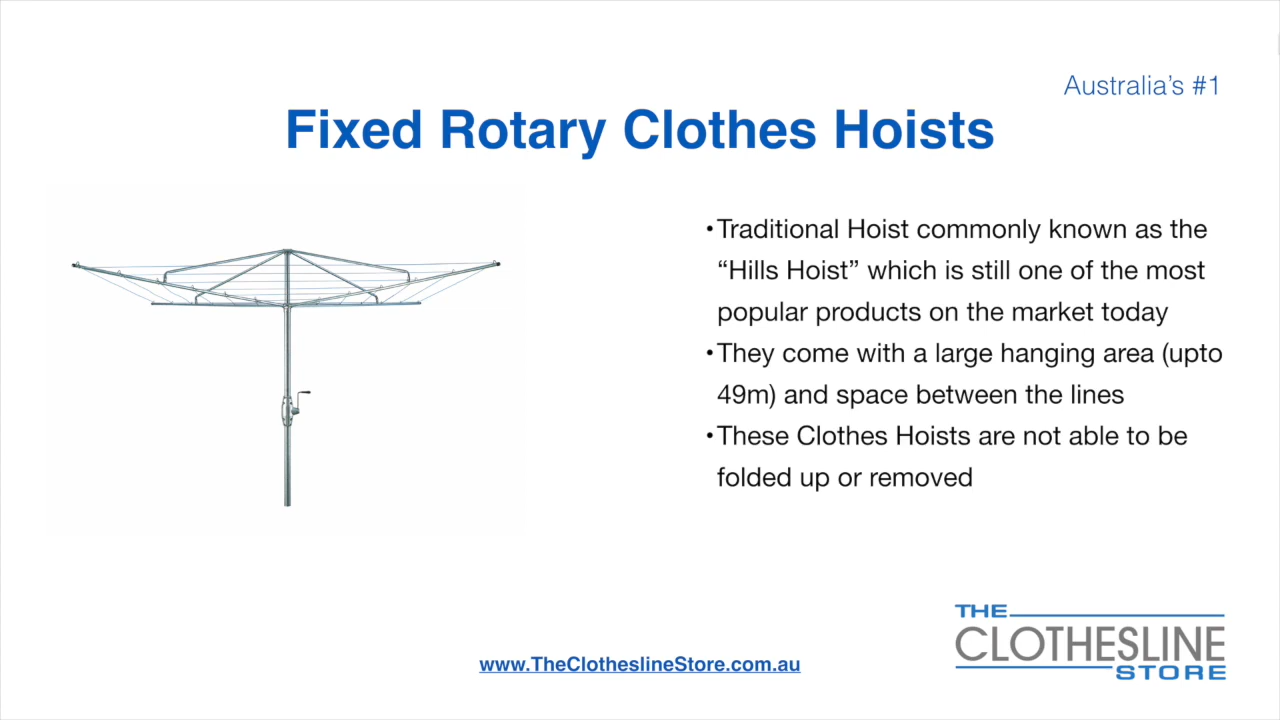 Australia's #1
Fixed Rotary Clothes Hoists
•Traditional Hoist commonly known as the
“Hills Hoist” which is still one of the most
popular products on the market today
•They come with a large hanging area (upto
49m) and space between the lines
•These Clothes Hoists are not able to be
folded up or removed
THE
CLOTHESLINE
STORE
www.TheClotheslineStore.com.au